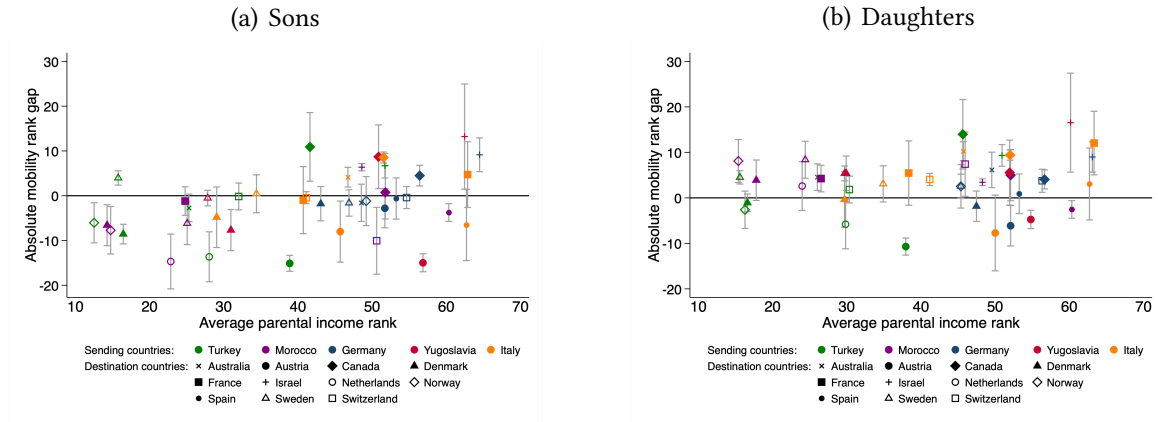 (a) Sons
Absolute mobility rank gap
30
20
10
0
-10
-20
10 20 30 40 50 60 70
Average parental income rank
Sending countries: Turkey Morocco Germany Yugoslavia Italy
Destination countries: Australia Austria Canada Denmark
France Israel Netherlands Norway
Spain Sweden Switzerland
(b) Daughters
Absolute mobility rank gap
30
20
10
0
-10
-20
10 20 30 40 50 60 70
Average parental income rank
Sending countries: Turkey Morocco Germany Yugoslavia Italy
Destination countries: Australia Austria Canada Denmark
France Israel Netherlands Norway
Spain Sweden Switzerland